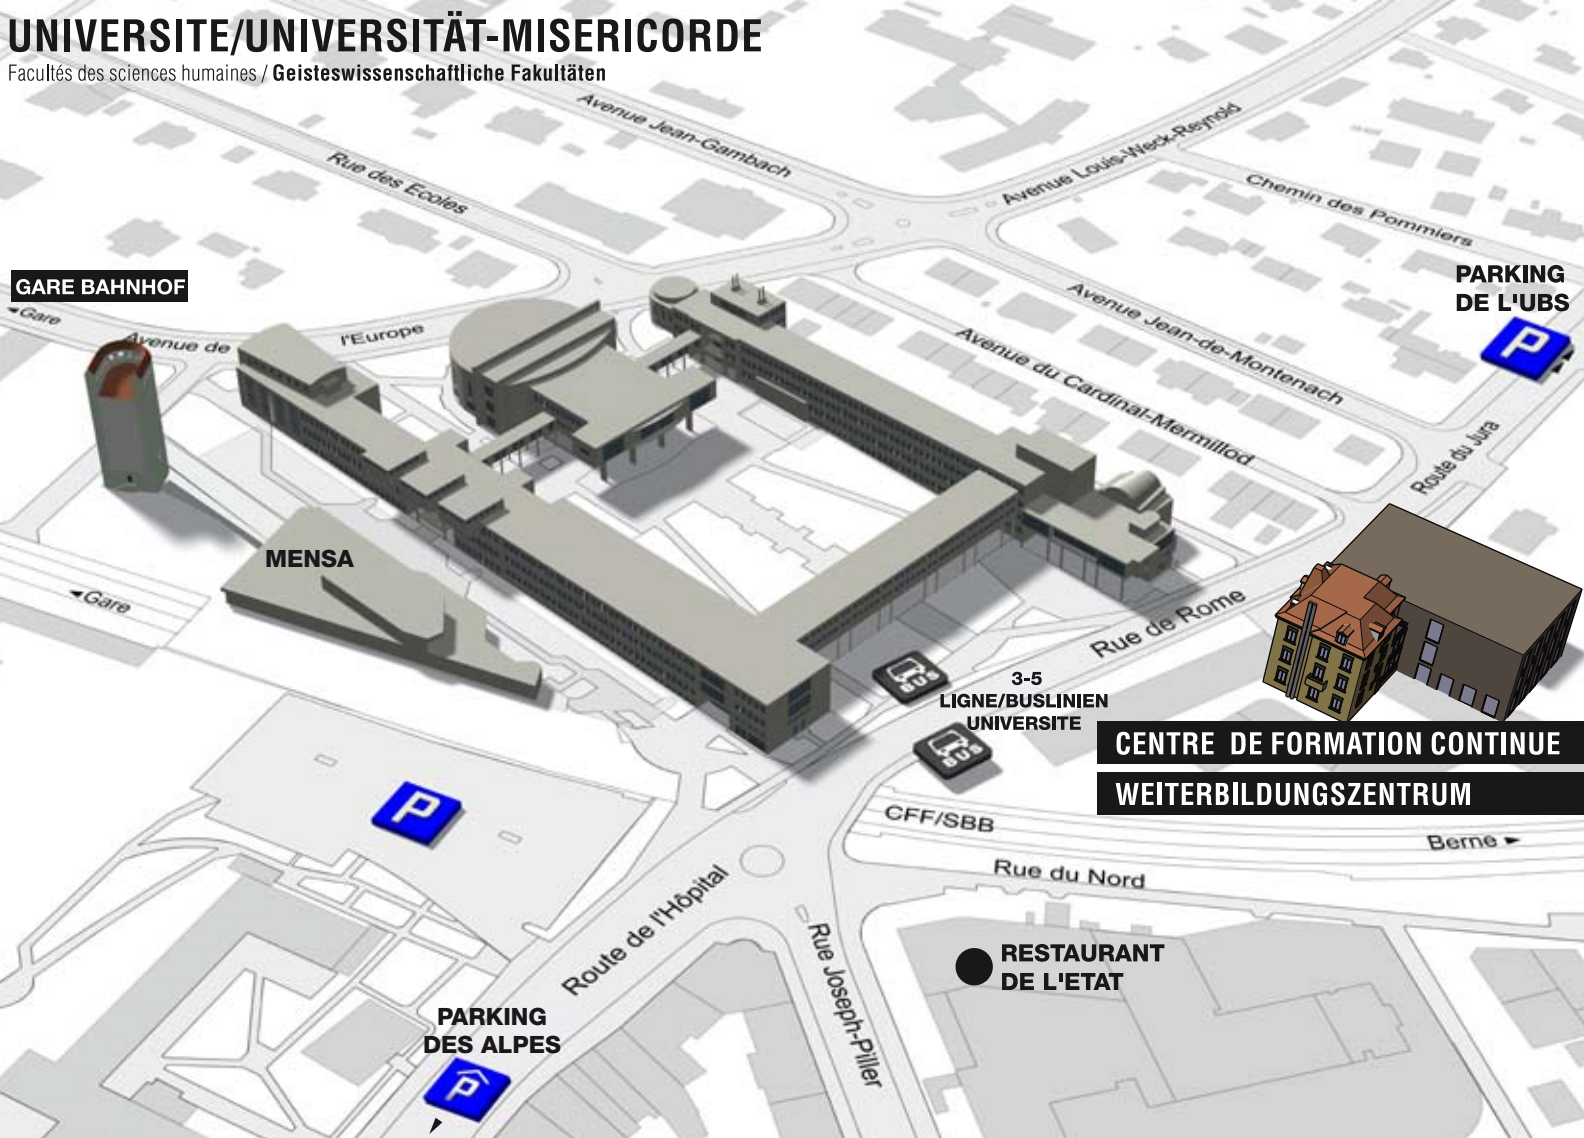 UNIVERSITE/UNIVERSITÄT-MISERICORDE
Facultés des sciences humaines / Geisteswissenschaftliche Fakultäten
Avenue Jean-Gambach
Avenue Louis-Weck-Reynold
Rue des Ecoles
Chemin des Pommiers
GARE BAHNHOF
◄Gare
Avenue de l'Europe
PARKING
DE L'UBS
P
Avenue Jean-de-Montenach
Avenue du Cardinal-Mermillod
Route du Jura
MENSA
◄Gare
Rue de Rome
BUS
3-5
LIGNE/BUSLINIEN
UNIVERSITE
BUS
CENTRE DE FORMATION CONTINUE
WEITERBILDUNGSZENTRUM
P
CFF/SBB
Berne ►
Rue du Nord
Route de l'Hôpital
Rue Joseph-Piller
RESTAURANT
DE L'ETAT
PARKING
DES ALPES
P